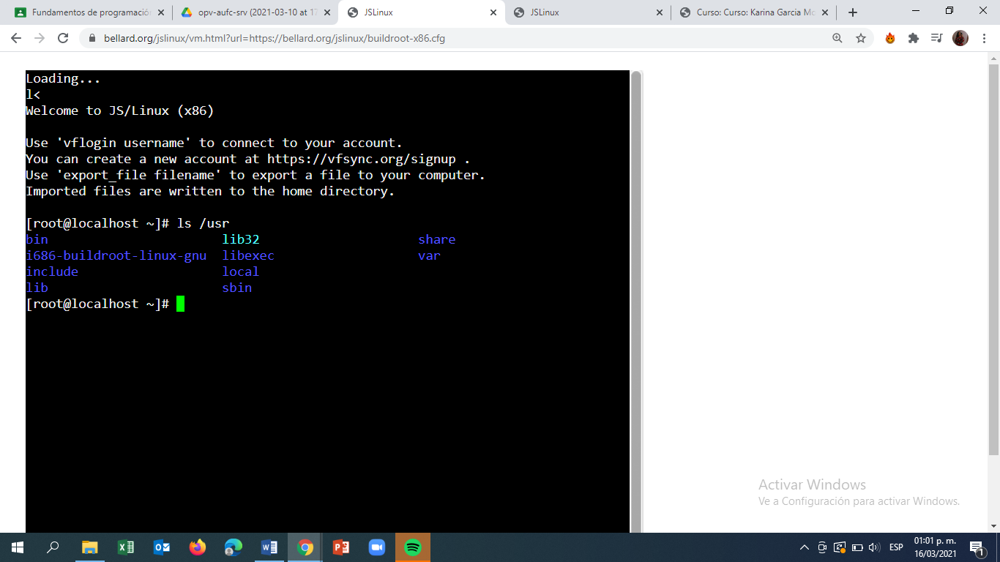 Fundamentos de programació
opv-aufc-srv (2021-03-10 at 17
JSLinux
JSLinux
Curso: Curso: Karina Garcia Mo
bellard.org/jslinux/vm.html?url=https://bellard.org/jslinux/buildroot-x86.cfg
Loading...
l<
Welcome to JS/Linux (x86)
Use 'vflogin username' to connect to your account.
You can create a new account at https://vfsync.org/signup .
Use 'export_file filename' to export a file to your computer.
Imported files are written to the home directory.
[root@localhost ~]# ls /usr
bin lib32 share
i686-buildroot-linux-gnu libexec var
include local
lib sbin
[root@localhost ~]#
Activar Windows
Ve a Configuración para activar Windows.
ESP
01:01 p. m.
16/03/2021
1